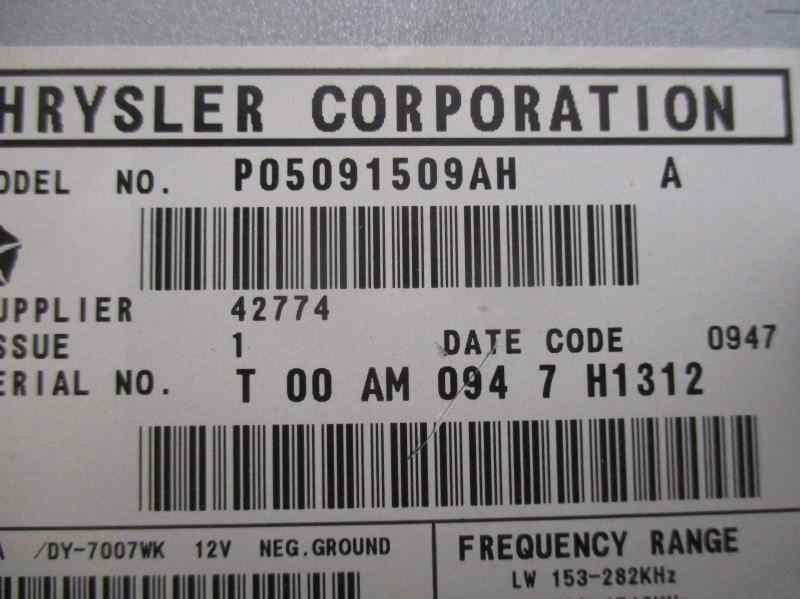 HRYSLER CORPORATION
ODEL NO. P05091509AH A
UPPLIER 42774
SSUE 1 DATE CODE 0947
ERIAL NO. T 00 AM 094 7 H1312
A /DY-7007WK 12V NEG.GROUND
FREQUENCY RANGE
LW 153-282KHz